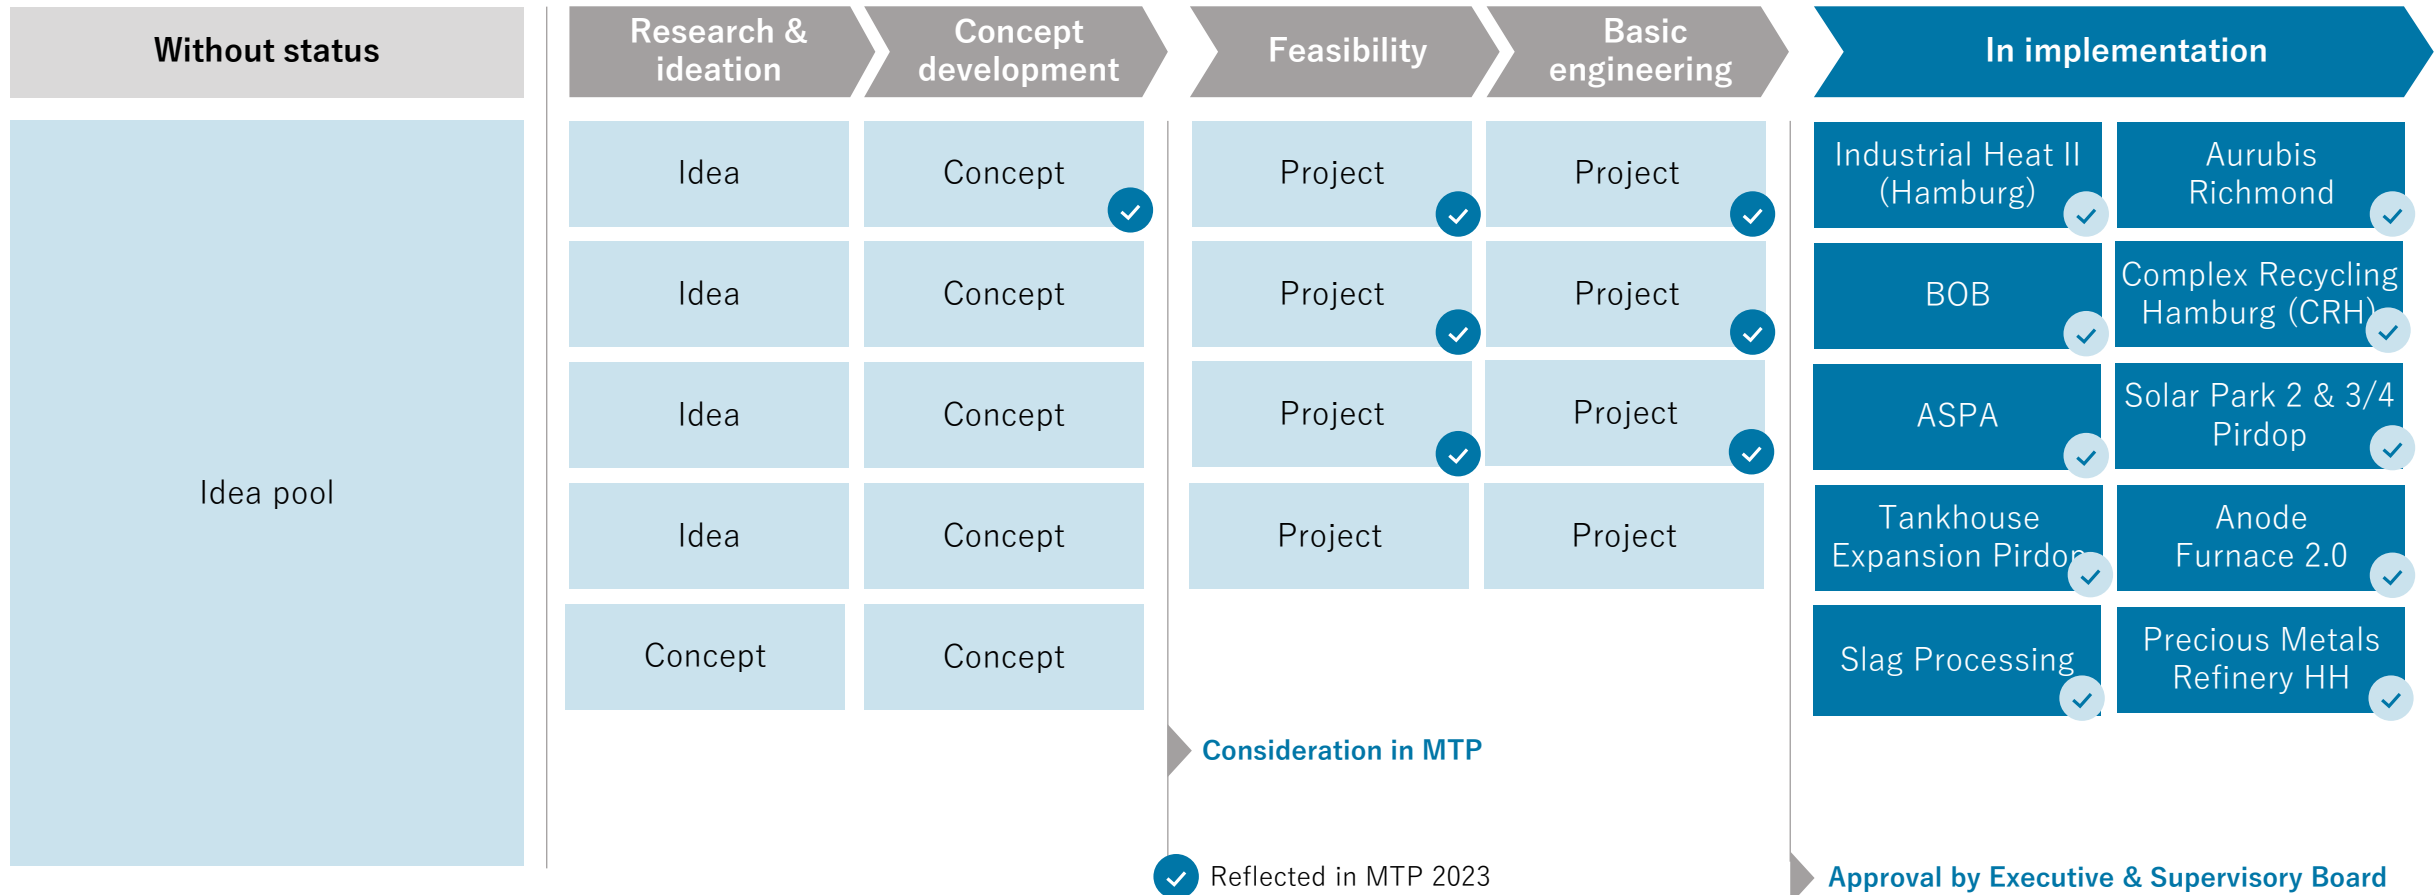 Without status
Research &
ideation
Concept
development
Feasibility
Basic
engineering
In implementation
Idea pool
Idea
Concept
Project
Project
Industrial Heat II
(Hamburg)
Aurubis
Richmond
Idea
Concept
Project
Project
BOB
Complex Recycling
Hamburg (CRH)
Idea
Concept
Project
Project
ASPA
Solar Park 2 & 3/4
Pirdop
Idea
Concept
Project
Project
Tankhouse
Expansion Pirdop
Anode
Furnace 2.0
Concept
Concept
Slag Processing
Precious Metals
Refinery HH
Consideration in MTP
Reflected in MTP 2023
Approval by Executive & Supervisory Board